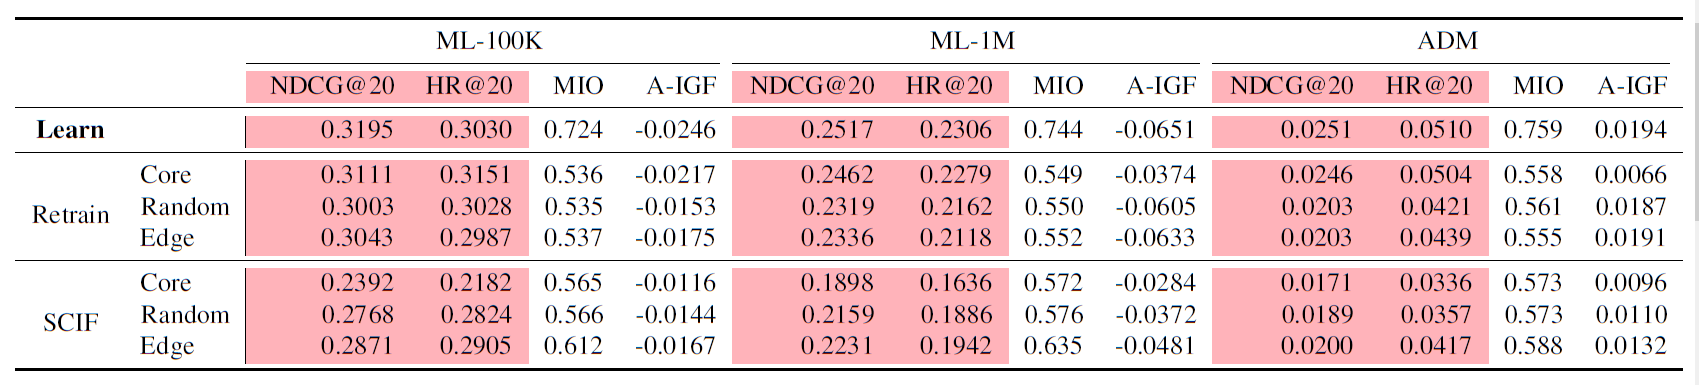 ML-100K ML-1M ADM
NDCG@20 HR@20 MIO A-IGF NDCG@20 HR@20 MIO A-IGF NDCG@20 HR@20 MIO A-IGF
Learn 0.3195 0.3030 0.724 -0.0246 0.2517 0.2306 0.744 -0.0651 0.0251 0.0510 0.759 0.0194
Core 0.3111 0.3151 0.536 -0.0217 0.2462 0.2279 0.549 -0.0374 0.0246 0.0504 0.558 0.0066
Retrain Random 0.3003 0.3028 0.535 -0.0153 0.2319 0.2162 0.550 -0.0605 0.0203 0.0421 0.561 0.0187
Edge 0.3043 0.2987 0.537 -0.0175 0.2336 0.2118 0.552 -0.0633 0.0203 0.0439 0.555 0.0191
Core 0.2392 0.2182 0.565 -0.0116 0.1898 0.1636 0.572 -0.0284 0.0171 0.0336 0.573 0.0096
SCIF Random 0.2768 0.2824 0.566 -0.0144 0.2159 0.1886 0.576 -0.0372 0.0189 0.0357 0.573 0.0110
Edge 0.2871 0.2905 0.612 -0.0167 0.2231 0.1942 0.635 -0.0481 0.0200 0.0417 0.588 0.0132